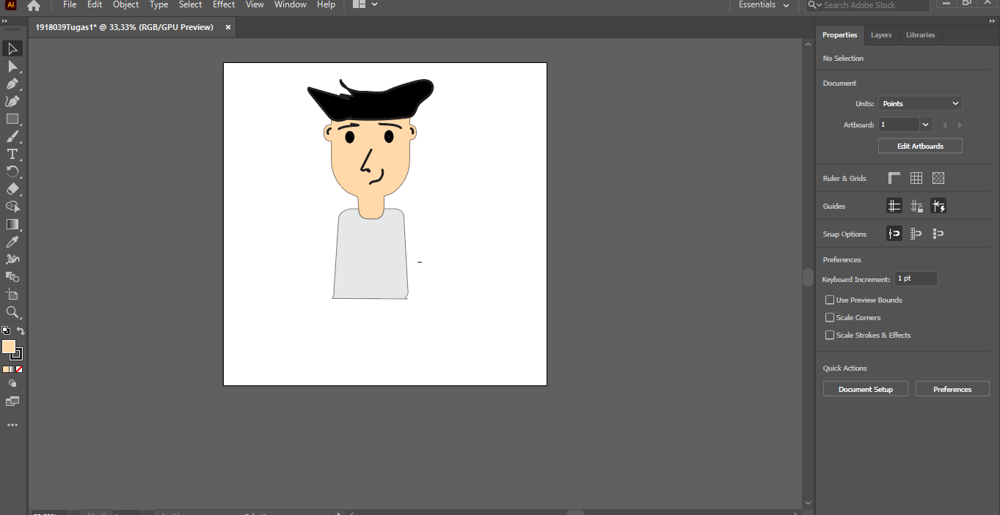 Ai File Edit Object Type Select Effect View Window Help Essentials Search Adobe Stock
1918039Tugas1* @ 33,33% (RGB/GPU Preview) ×
Properties Layers Libraries
No Selection
Document
Units: Points
Artboard: 1
Edit Artboards
Ruler & Grids
Guides
Snap Options
Preferences
Keyboard Increment: 1 pt
Use Preview Bounds
Scale Corners
Scale Strokes & Effects
Quick Actions
Document Setup Preferences